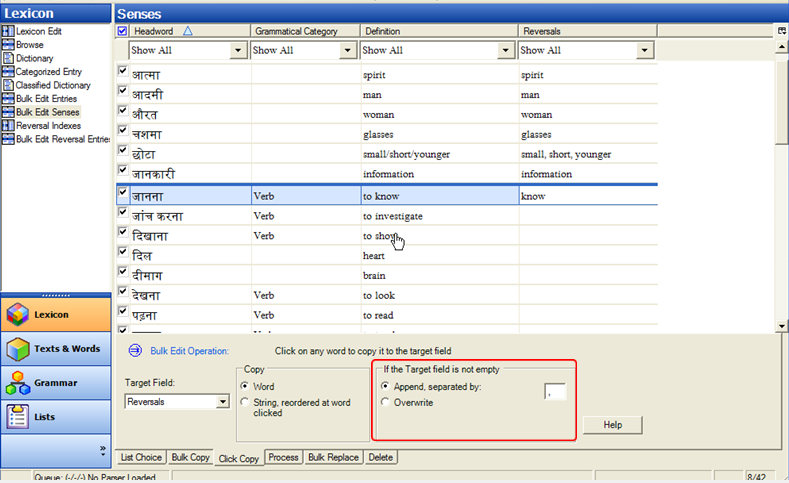 Lexicon
Lexicon Edit
Browse
Dictionary
Categorized Entry
Classified Dictionary
Bulk Edit Entries
Bulk Edit Senses
Reversal Indexes
Bulk Edit Reversal Entries
Lexicon
Texts & Words
Grammar
Lists
»
Senses
Headword Grammatical Category Definition Reversals
Show All Show All Show All Show All
आत्मा spirit spirit
आदमी man man
औरत woman woman
चशमा glasses glasses
छोटा small/short/younger small, short, younger
जानकारी information information
जानना Verb to know know
जांच करना Verb to investigate
दिखाना Verb to show
दिल heart
दीमाग brain
देखना Verb to look
पड़ना Verb to read
Bulk Edit Operation: Click on any word to copy it to the target field
Target Field:
Reversals
Copy
Word
String, reordered at word
clicked
If the Target field is not empty
Append, separated by: ,
Overwrite
Help
List Choice Bulk Copy Click Copy Process Bulk Replace Delete
Queue: (-/-/-) No Parser Loaded 8/42